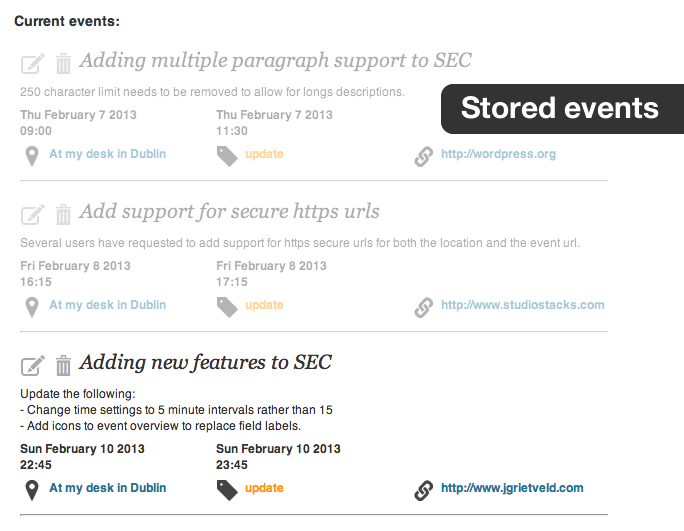 Current events:
Adding multiple paragraph support to SEC
250 character limit needs to be removed to allow for longs descriptions.
Stored events
Thu February 7 2013 Thu February 7 2013
09:00 11:30
At my desk in Dublin update http://wordpress.org
Add support for secure https urls
Several users have requested to add support for https secure urls for both the location and the event url.
Fri February 8 2013 Fri February 8 2013
16:15 17:15
At my desk in Dublin update http://www.studiostacks.com
Adding new features to SEC
Update the following:
- Change time settings to 5 minute intervals rather than 15
- Add icons to event overview to replace field labels.
Sun February 10 2013 Sun February 10 2013
22:45 23:45
At my desk in Dublin update http://www.jgrietveld.com